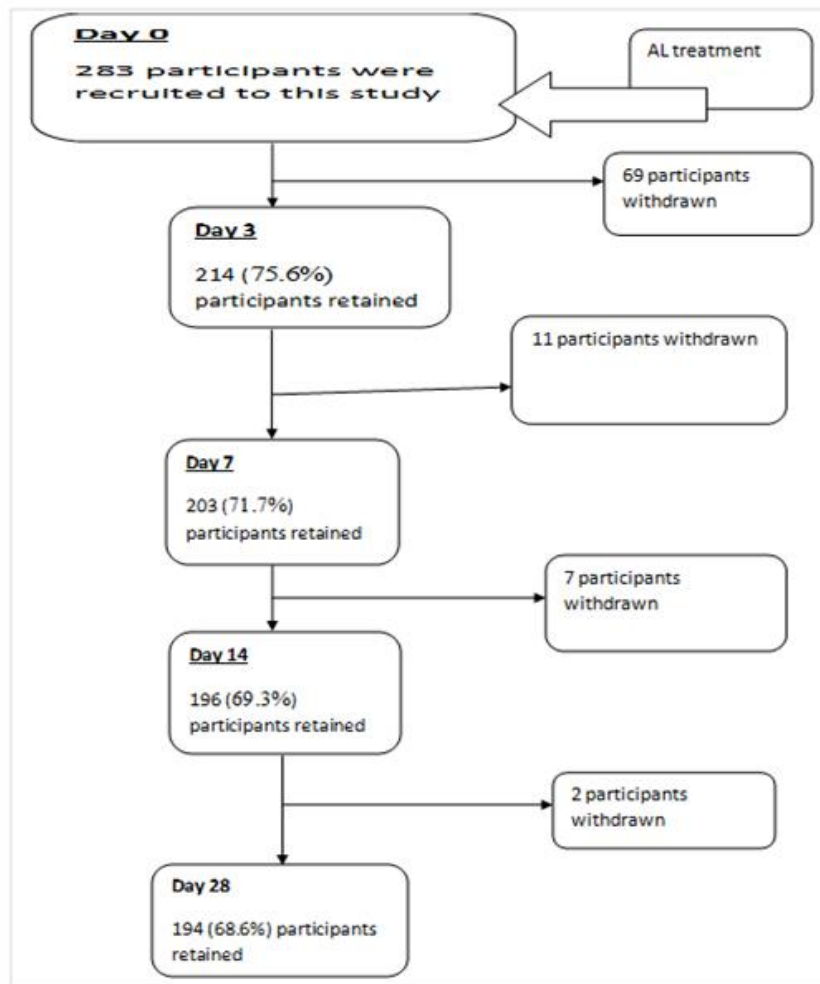 Day 0
283 participants were
recruited to this study
AL treatment
69 participants
withdrawn
Day 3
214 (75.6%)
participants retained
11 participants withdrawn
Day 7
203 (71.7%)
participants retained
7 participants
withdrawn
Day 14
196 (69.3%)
participants retained
2 participants
withdrawn
Day 28
194 (68.6%) participants
retained